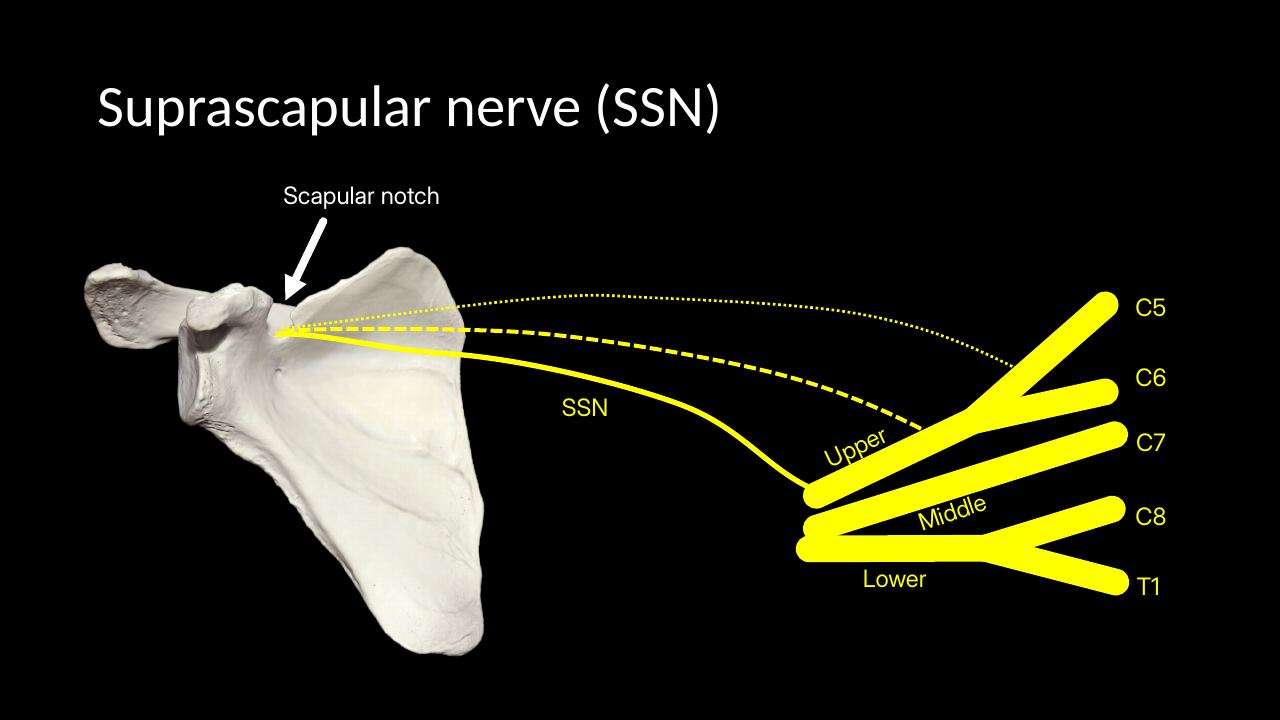 Suprascapular nerve (SSN)
Scapular notch
C5
C6
SSN
Upper
C7
Middle
C8
Lower
T1